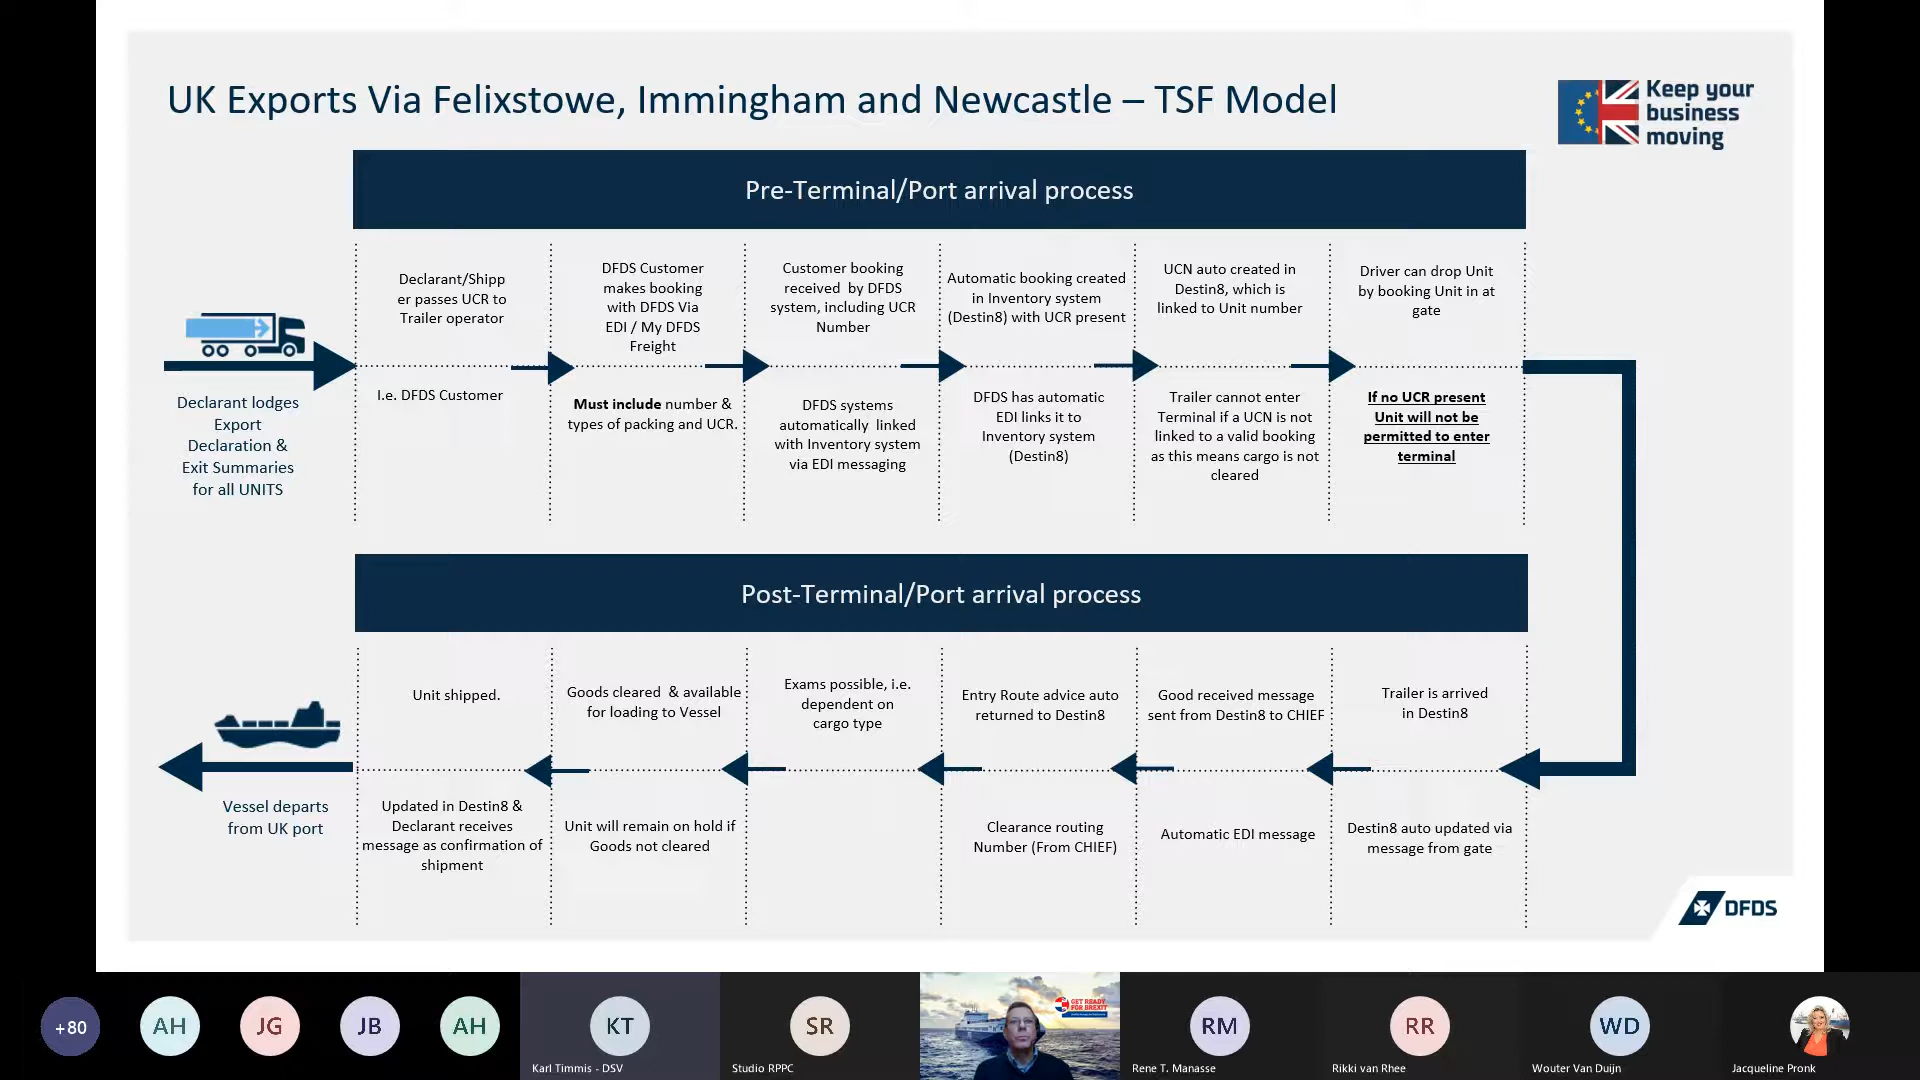 UK Exports Via Felixstowe, Immingham and Newcastle – TSF Model
Keep your
business
moving
Pre-Terminal/Port arrival process
Declarant lodges
Export
Declaration &
Exit Summaries
for all UNITS
Declarant/Shipp
er passes UCR to
Trailer operator
I.e. DFDS Customer
DFDS Customer
makes booking
with DFDS Via
EDI / My DFDS
Freight
Must include number &
types of packing and UCR.
Customer booking
received by DFDS
system, including UCR
Number
DFDS systems
automatically linked
with Inventory system
via EDI messaging
Automatic booking created
in Inventory system
(Destin8) with UCR present
DFDS has automatic
EDI links it to
Inventory system
(Destin8)
UCN auto created in
Destin8, which is
linked to Unit number
Trailer cannot enter
Terminal if a UCN is not
linked to a valid booking
as this means cargo is not
cleared
Driver can drop Unit
by booking Unit in at
gate
If no UCR present
Unit will not be
permitted to enter
terminal
Post-Terminal/Port arrival process
Vessel departs
from UK port
Unit shipped.
Updated in Destin8 &
Declarant receives
message as confirmation of
shipment
Goods cleared & available
for loading to Vessel
Unit will remain on hold if
Goods not cleared
Exams possible, i.e.
dependent on
cargo type
Entry Route advice auto
returned to Destin8
Clearance routing
Number (From CHIEF)
Good received message
sent from Destin8 to CHIEF
Automatic EDI message
Trailer is arrived
in Destin8
Destin8 auto updated via
message from gate
DFDS
+80
AH
JG
JB
AH
KT
Karl Timmis - DSV
SR
Studio RPPC
GET READY
FOR BREXIT
RM
Rene T. Manasse
RR
Rikki van Rhee
WD
Wouter Van Duijn
Jacqueline Pronk